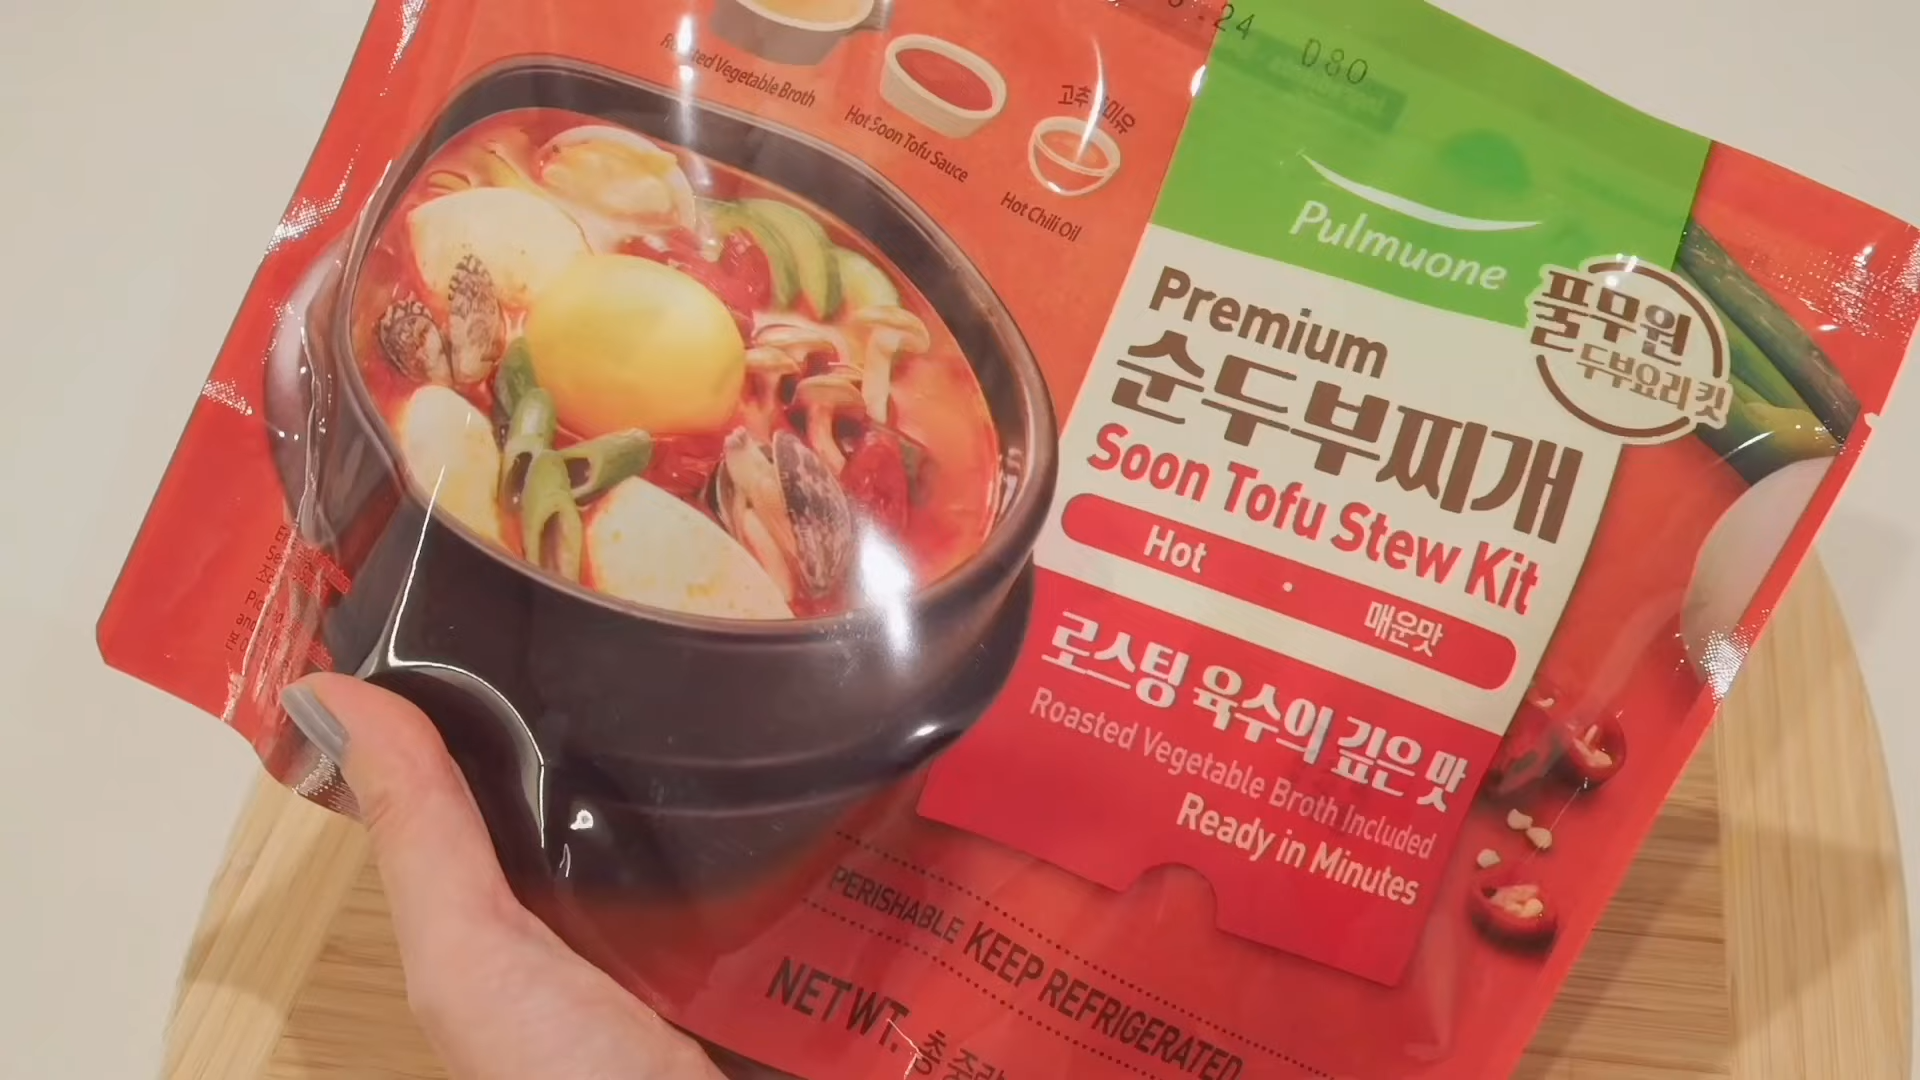 -24 080
Roasted Vegetable Broth
Hot Soon Tofu Sauce
Hot Chili Oil
Pulmuone
풀무원
두부요리 킷
Premium
순두부찌개
Soon Tofu Stew Kit
Hot • 매운맛
로스팅 육수의 깊은 맛
Roasted Vegetable Broth Included
Ready in Minutes
PERISHABLE KEEP REFRIGERATED
NET WT.